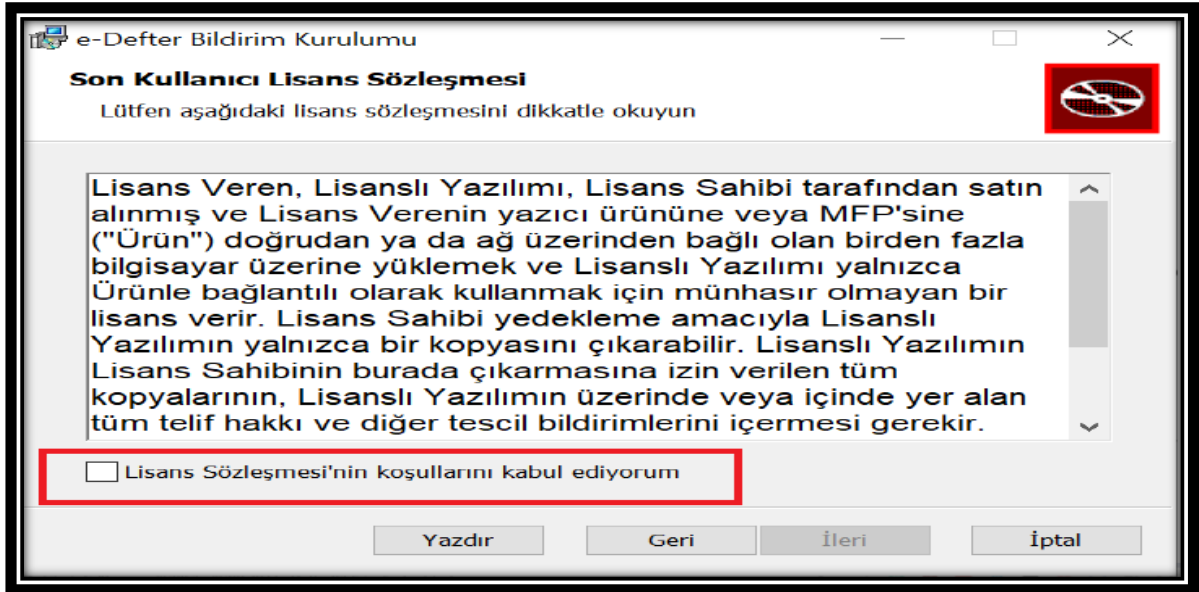 e-Defter Bildirim Kurulumu
Son Kullanıcı Lisans Sözleşmesi
Lütfen aşağıdaki lisans sözleşmesini dikkatle okuyun
Lisans Veren, Lisanslı Yazılımı, Lisans Sahibi tarafından satın
alınmış ve Lisans Verenin yazıcı ürününe veya MFP'sine
("Ürün") doğrudan ya da ağ üzerinden bağlı olan birden fazla
bilgisayar üzerine yüklemek ve Lisanslı Yazılımı yalnızca
Ürünle bağlantılı olarak kullanmak için münhasır olmayan bir
lisans verir. Lisans Sahibi yedekleme amacıyla Lisanslı
Yazılımın yalnızca bir kopyasını çıkarabilir. Lisanslı Yazılımın
Lisans Sahibinin burada çıkarmasına izin verilen tüm
kopyalarının, Lisanslı Yazılımın üzerinde veya içinde yer alan
tüm telif hakkı ve diğer tescil bildirimlerini içermesi gerekir.
Lisans Sözleşmesi'nin koşullarını kabul ediyorum
Yazdır Geri İleri İptal